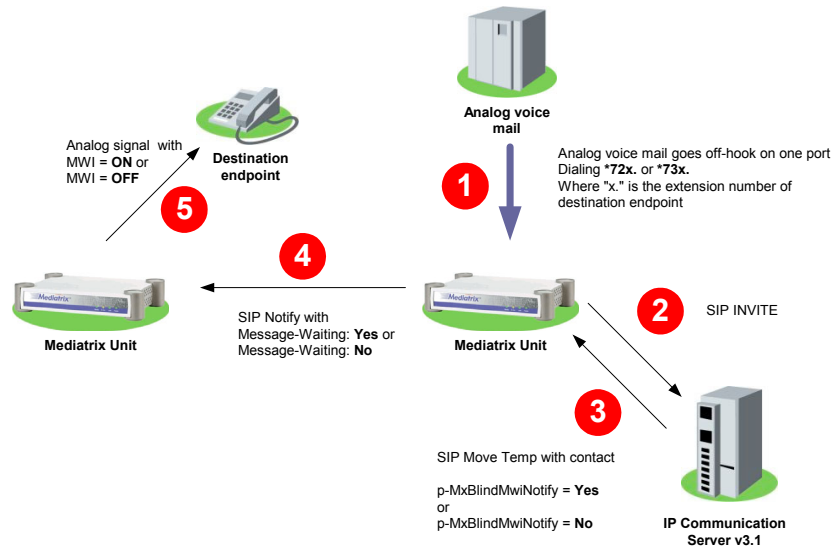 Analog voice
mail
Analog voice mail goes off-hook on one port
Dialing *72x. or *73x.
Where "x." is the extension number of
destination endpoint
1
Analog signal with
MWI = ON or
MWI = OFF
Destination
endpoint
5
4
SIP Notify with
Message-Waiting: Yes or
Message-Waiting: No
Mediatrix
Mediatrix Unit
Mediatrix
Mediatrix Unit
2
SIP INVITE
3
SIP Move Temp with contact
p-MxBlindMwiNotify = Yes
or
p-MxBlindMwiNotify = No
IP Communication
Server v3.1